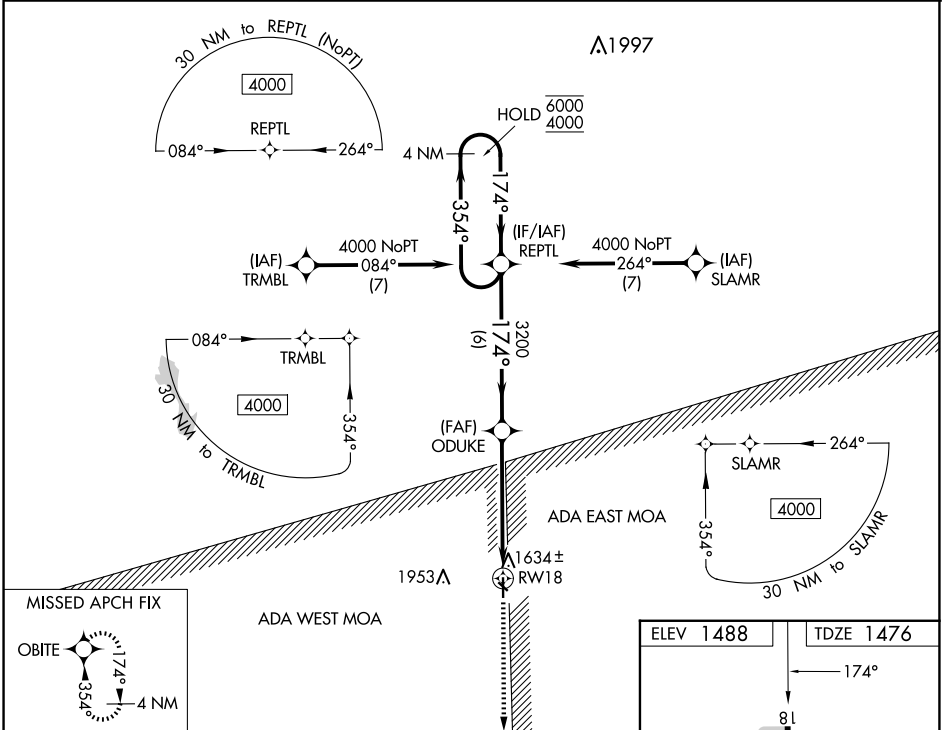 30 NM to REPTL (NoPT)
4000
REPTL
084°
264°
1997
HOLD
6000
4000
4 NM
174°
354°
(IF/IAF)
REPTL
(IAF)
TRMBL
4000 NoPT
084°
(7)
4000 NoPT
264°
(7)
(IAF)
SLAMR
3200
174°
(6)
084°
TRMBL
4000
354°
30 NM to TRMBL
(FAF)
ODUKE
264°
SLAMR
4000
354°
30 NM to SLAMR
ADA EAST MOA
1634±
RW18
1953
ADA WEST MOA
MISSED APCH FIX
OBITE
174°
354°
4 NM
ELEV 1488
TDZE 1476
174°
18